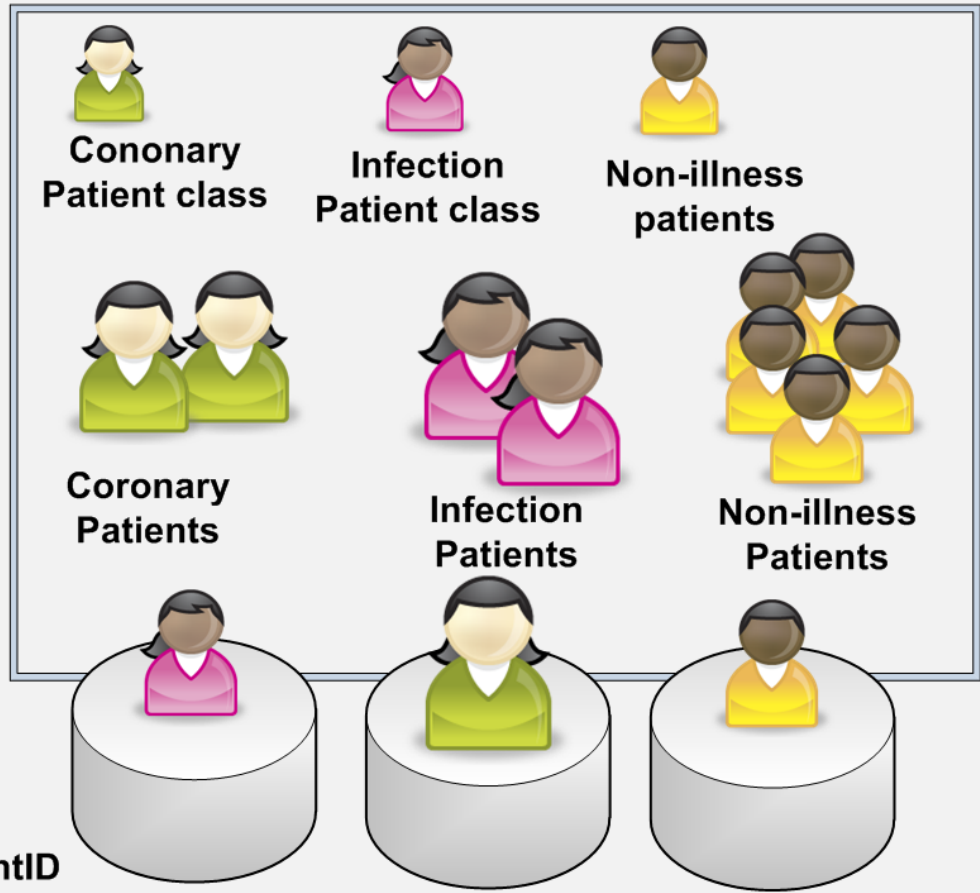 Cononary
Patient class
Infection
Patient class
Non-illness
patients
Coronary
Patients
Infection
Patients
Non-illness
Patients
ntID